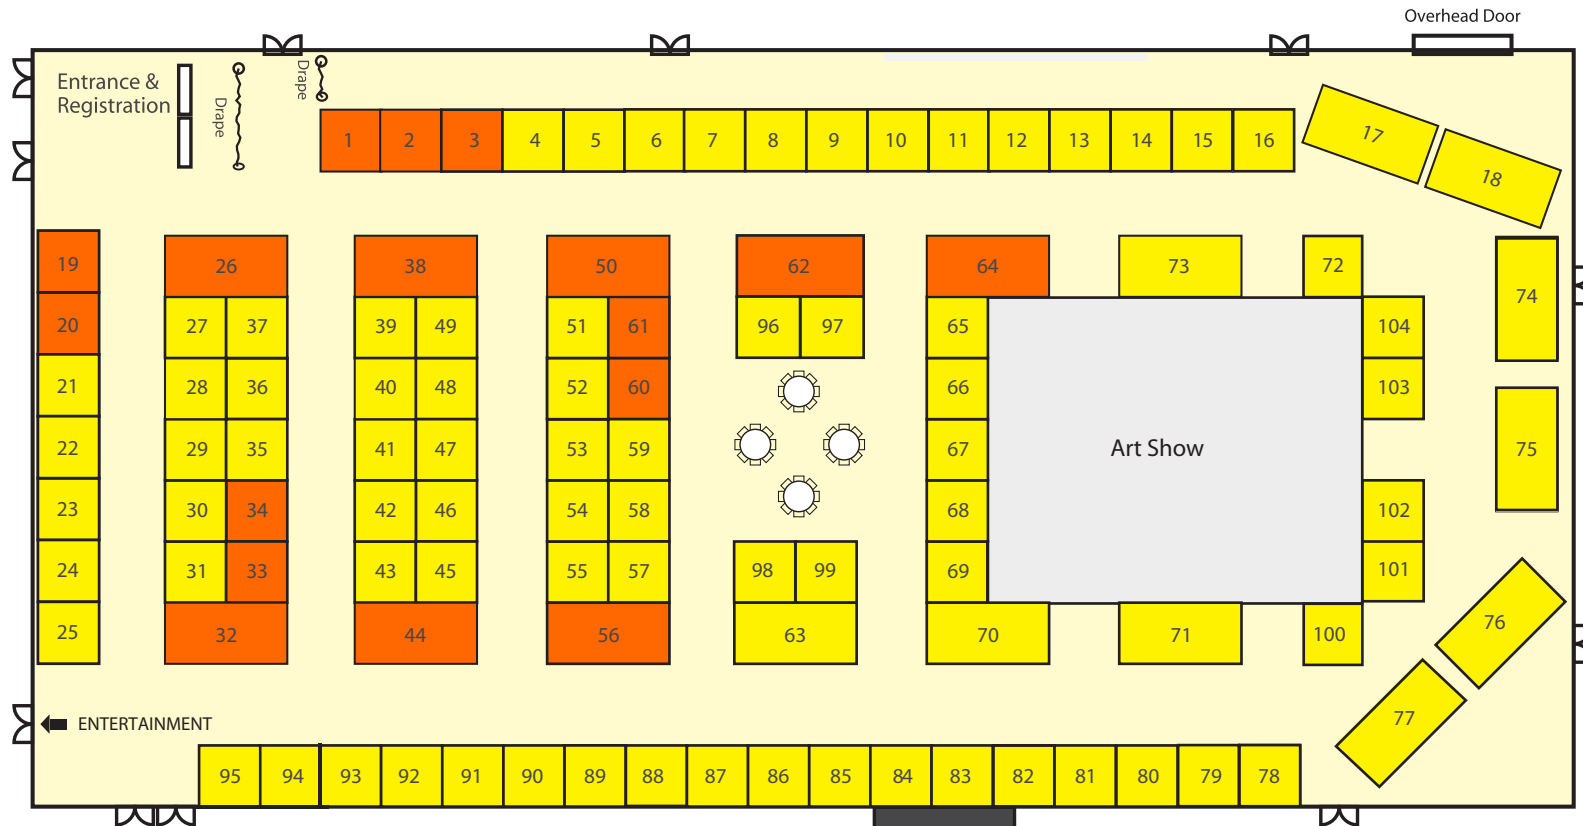 Overhead Door
Entrance &
Registration
Drape
Drape
1 2 3 4 5 6 7 8 9 10 11 12 13 14 15 16
17
18
19 26 38 50 62 64 73 72
74
20 27 37 39 49 51 61 96 97 65 104
21 28 36 40 48 52 60 66 103
22 29 35 41 47 53 59 67 Art Show 75
23 30 34 42 46 54 58 68 102
24 31 33 43 45 55 57 98 99 69 101
25 32 44 56 63 70 71 100 76
77
ENTERTAINMENT
95 94 93 92 91 90 89 88 87 86 85 84 83 82 81 80 79 78